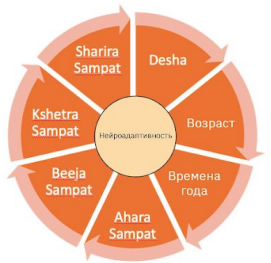 Sharira
Sampat
Desha
Возраст
Времена
года
Ahara
Sampat
Beeja
Sampat
Kshetra
Sampat
Нейроадаптивность